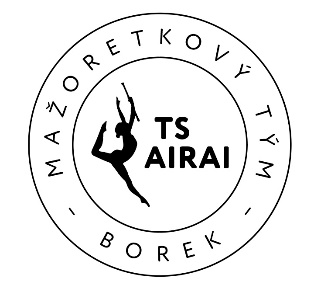 MAŽORETKOVÝ TÝM
TS
AIRAI
- BOREK -